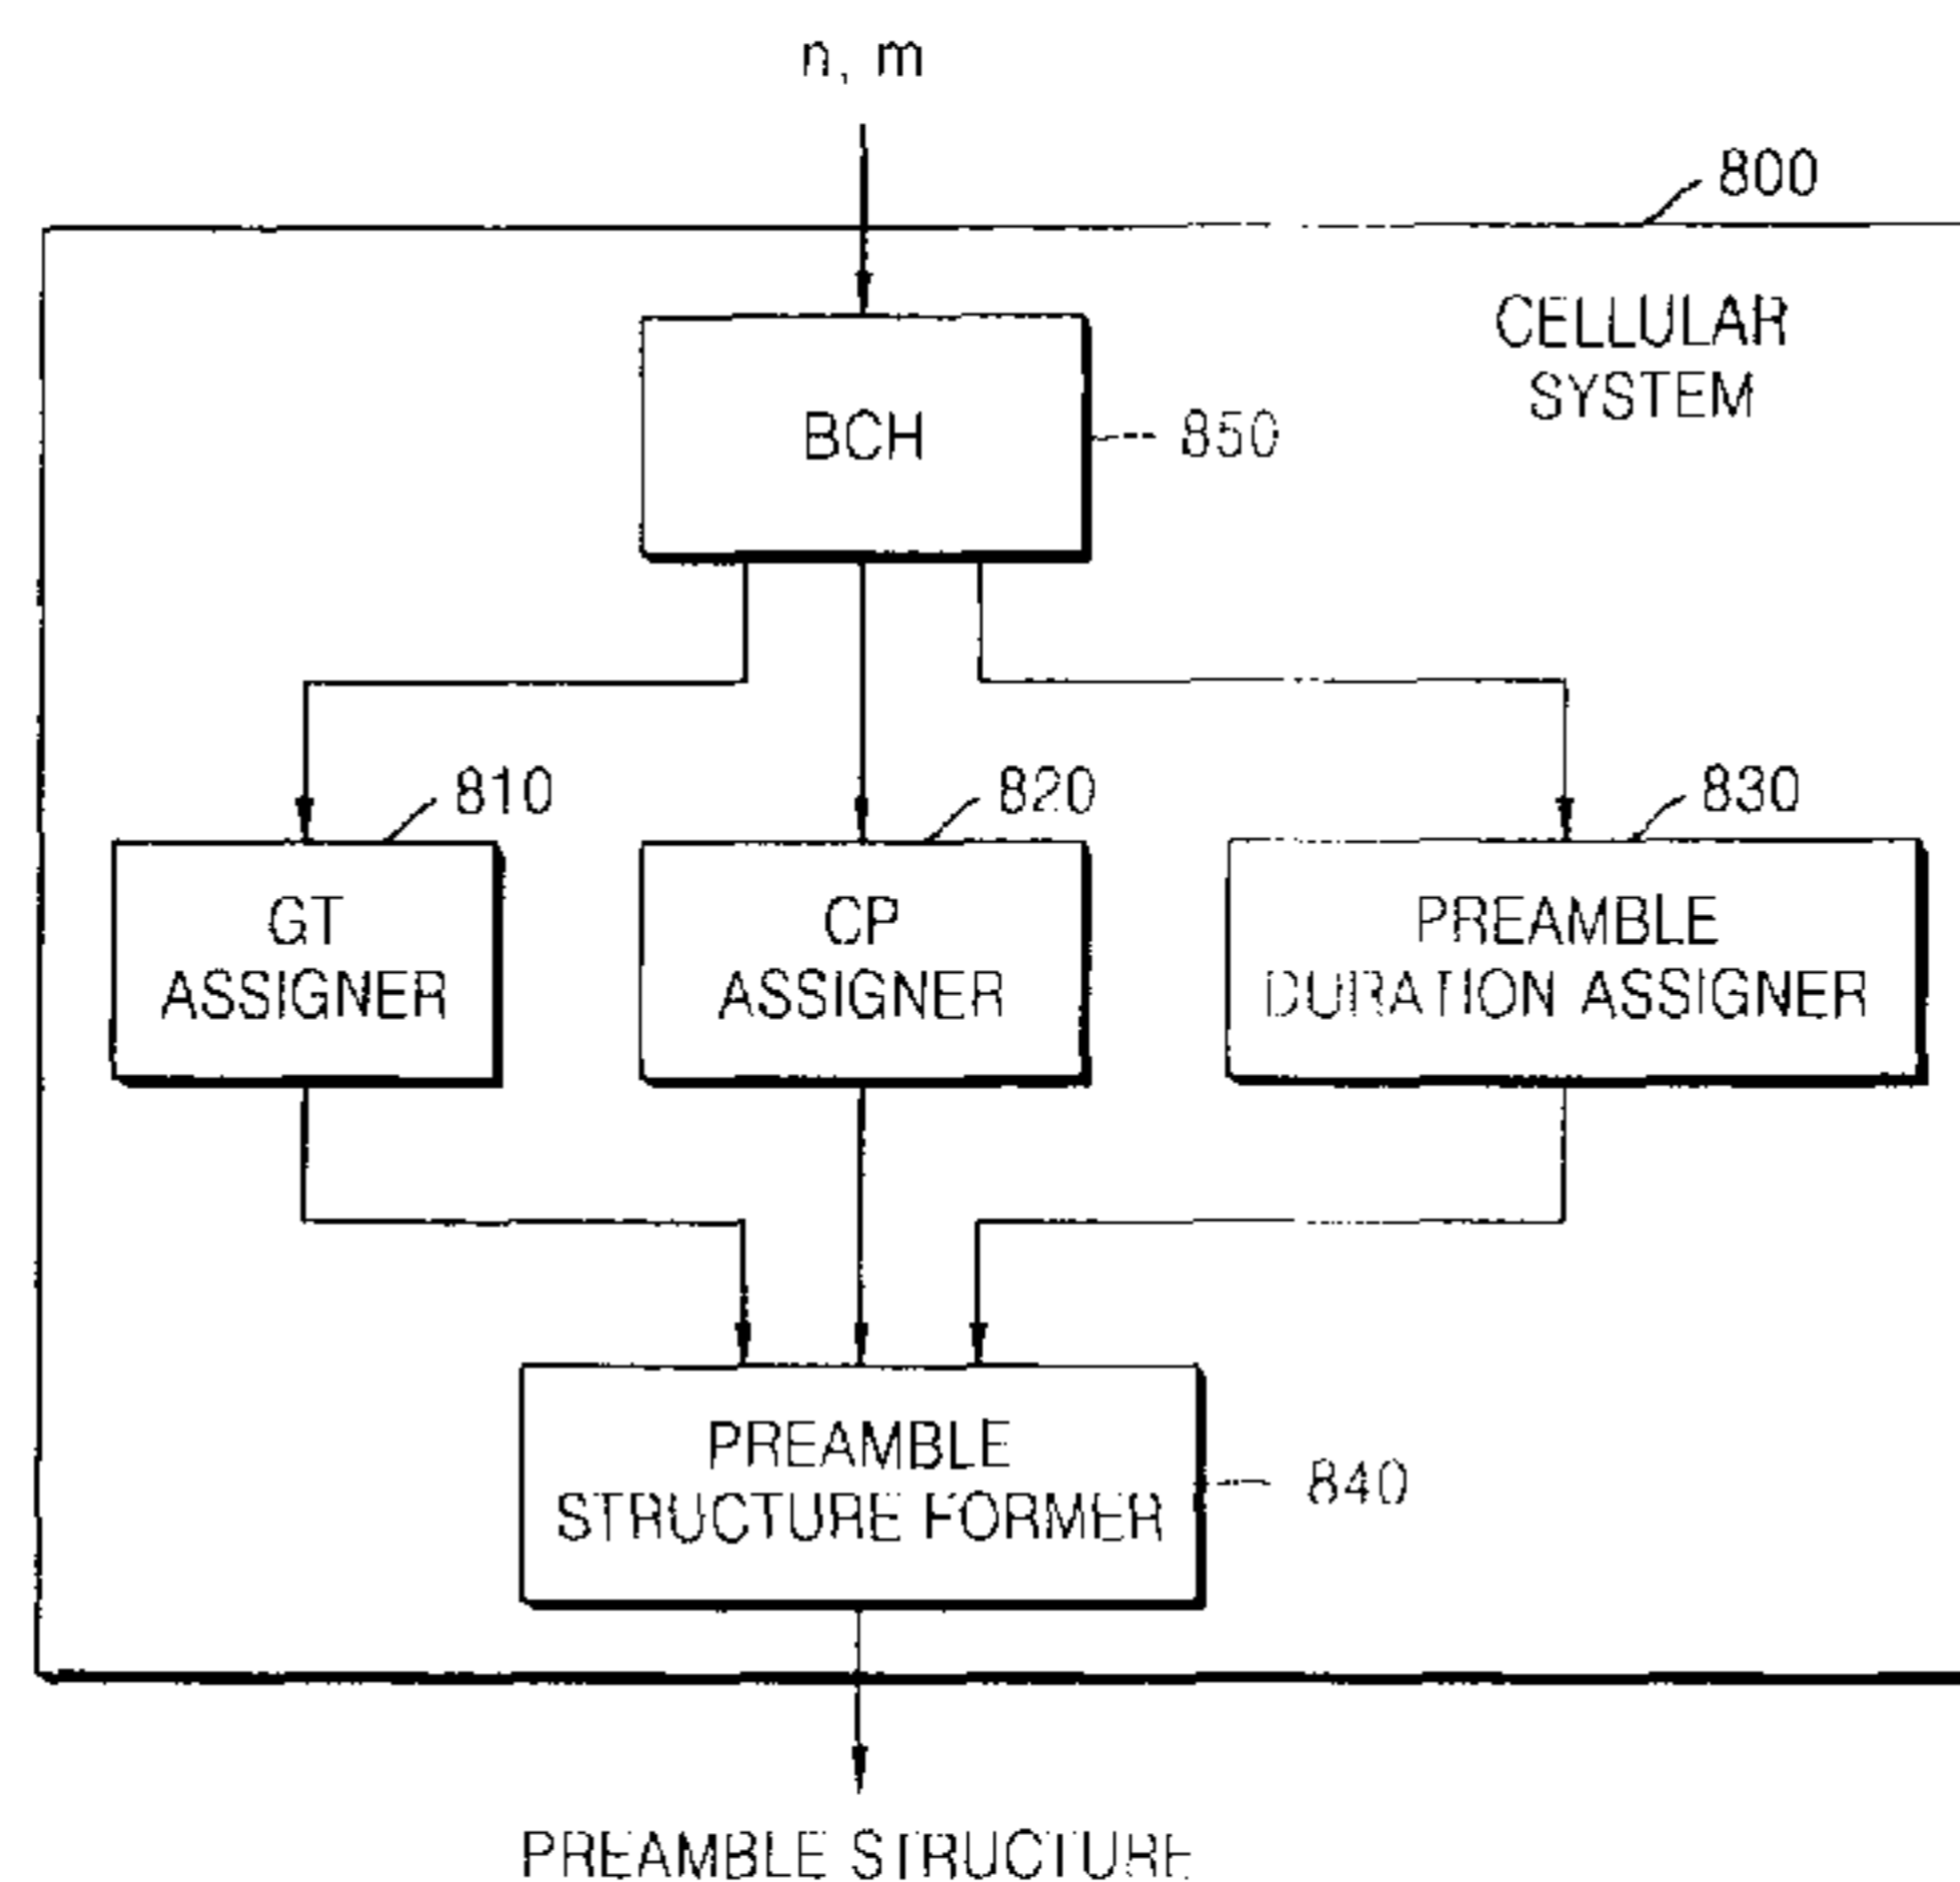 n, m
800
CELLULAR
SYSTEM
BCH
850
810
820
830
GT
ASSIGNER
CP
ASSIGNER
PREAMBLE
DURATION ASSIGNER
PREAMBLE
STRUCTURE FORMER
840
PREAMBLE STRUCTURE